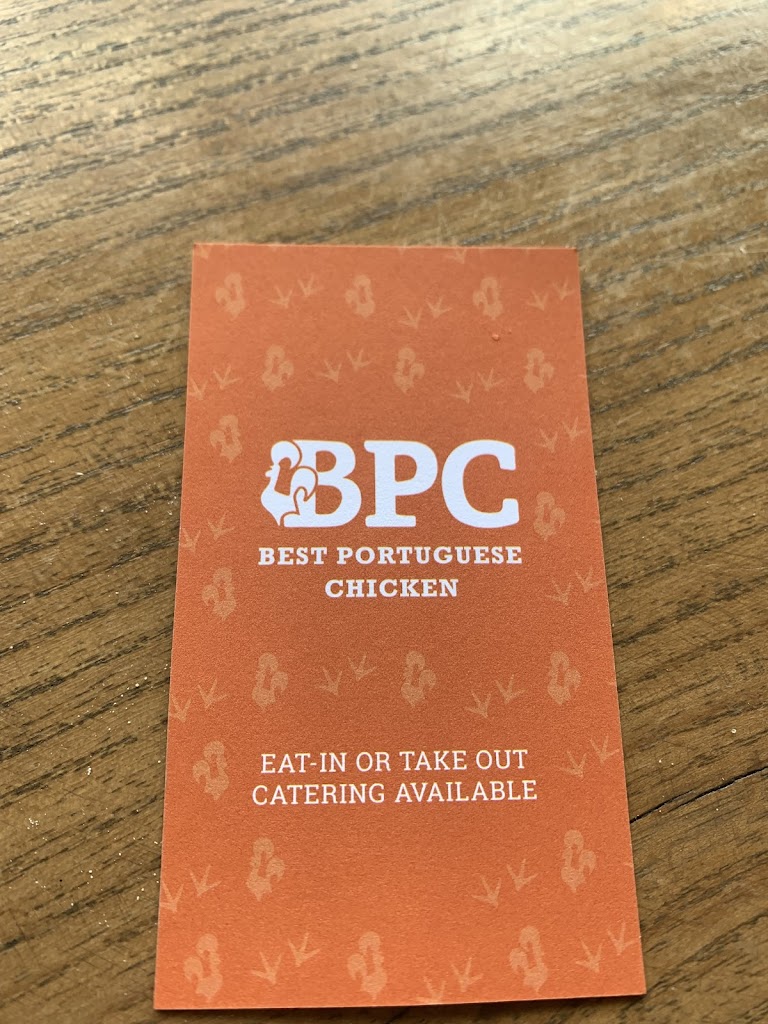 BPC
BEST PORTUGUESE
CHICKEN
EAT-IN OR TAKE OUT
CATERING AVAILABLE